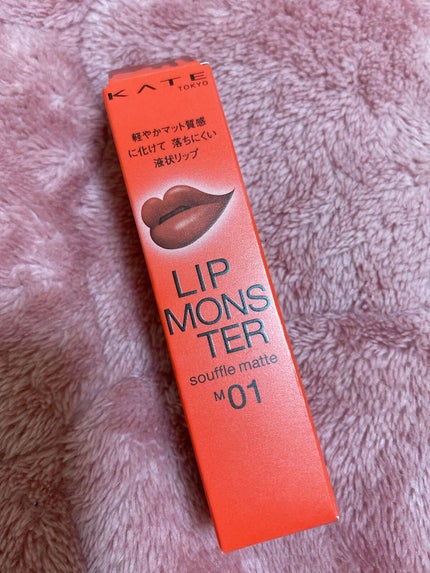 KATE
TOKYO
軽やかマット質感
に化けて 落ちにくい
液状リップ
LIP
MONS
TER
souffle matte
M01